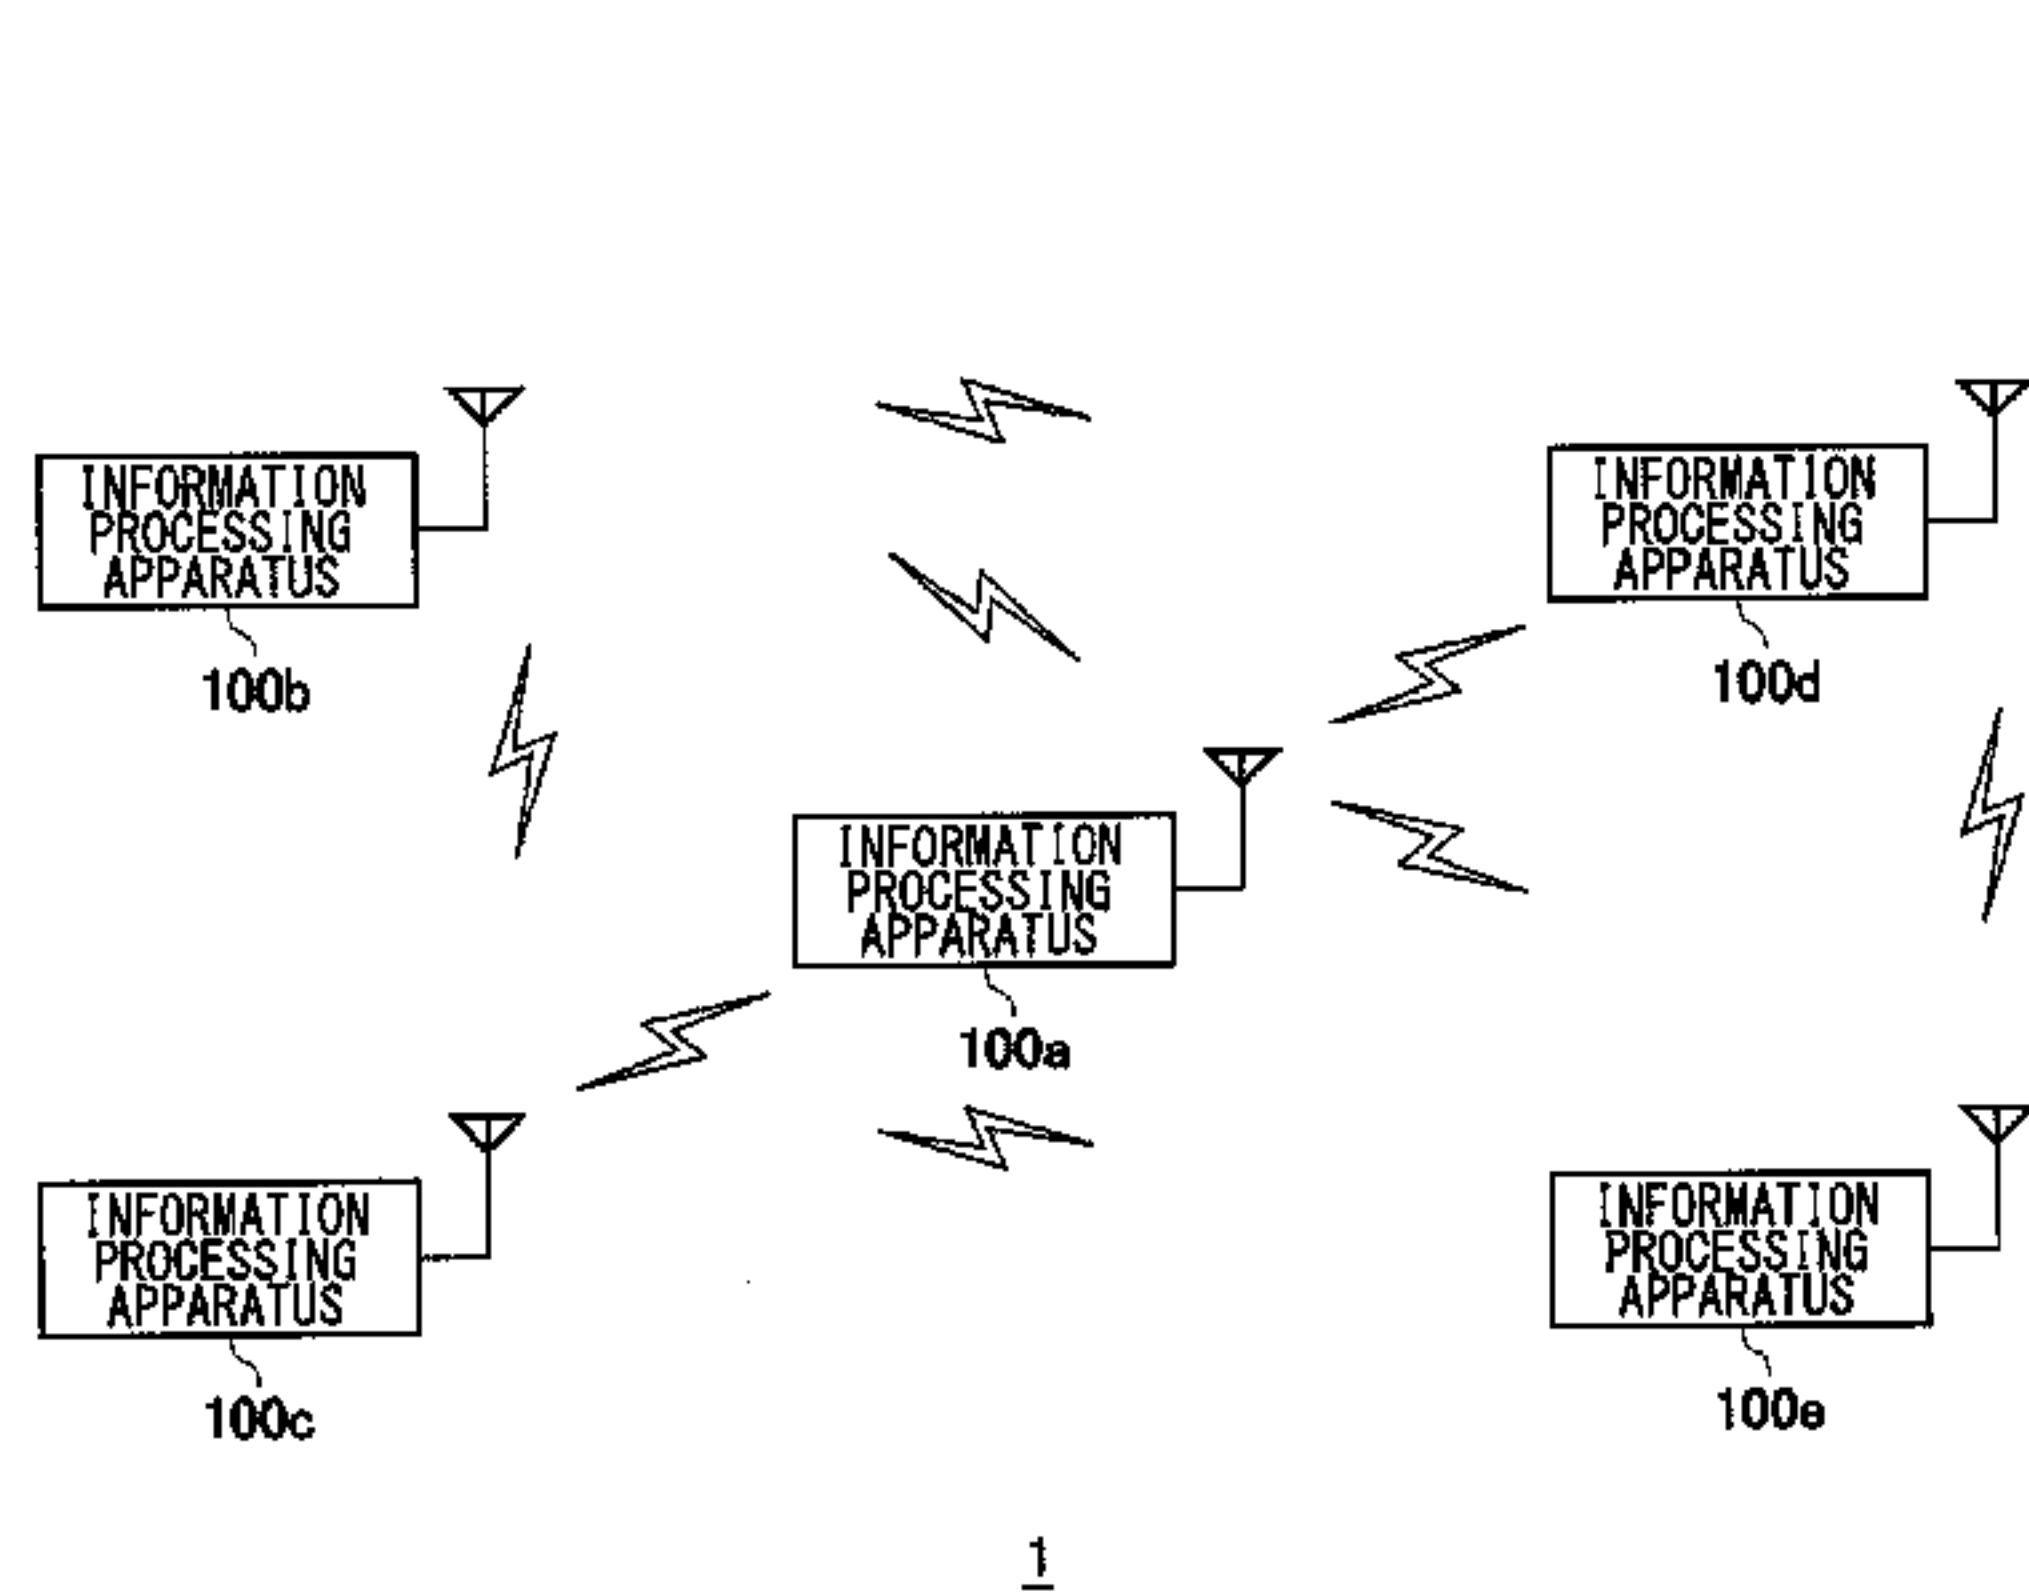 INFORMATION
PROCESSING
APPARATUS
100b
INFORMATION
PROCESSING
APPARATUS
100d
INFORMATION
PROCESSING
APPARATUS
100a
INFORMATION
PROCESSING
APPARATUS
100c
INFORMATION
PROCESSING
APPARATUS
100e
1